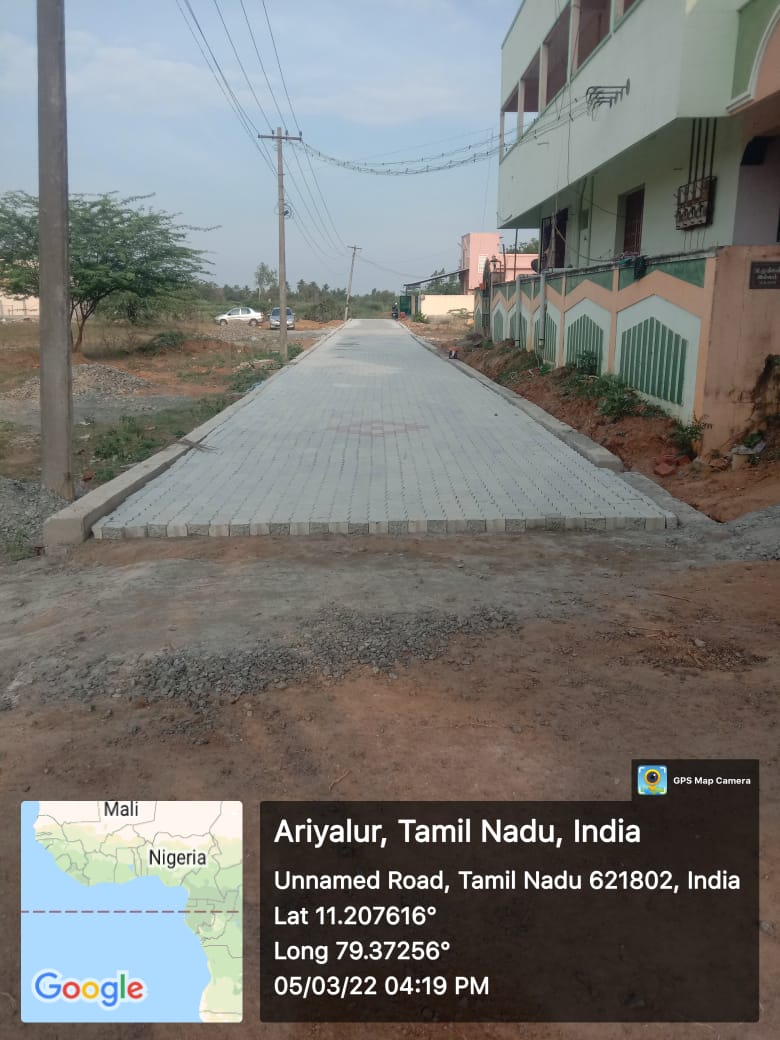 GPS Map Camera
Mali
Nigeria
Google
Ariyalur, Tamil Nadu, India
Unnamed Road, Tamil Nadu 621802, India
Lat 11.207616°
Long 79.37256°
05/03/22 04:19 PM